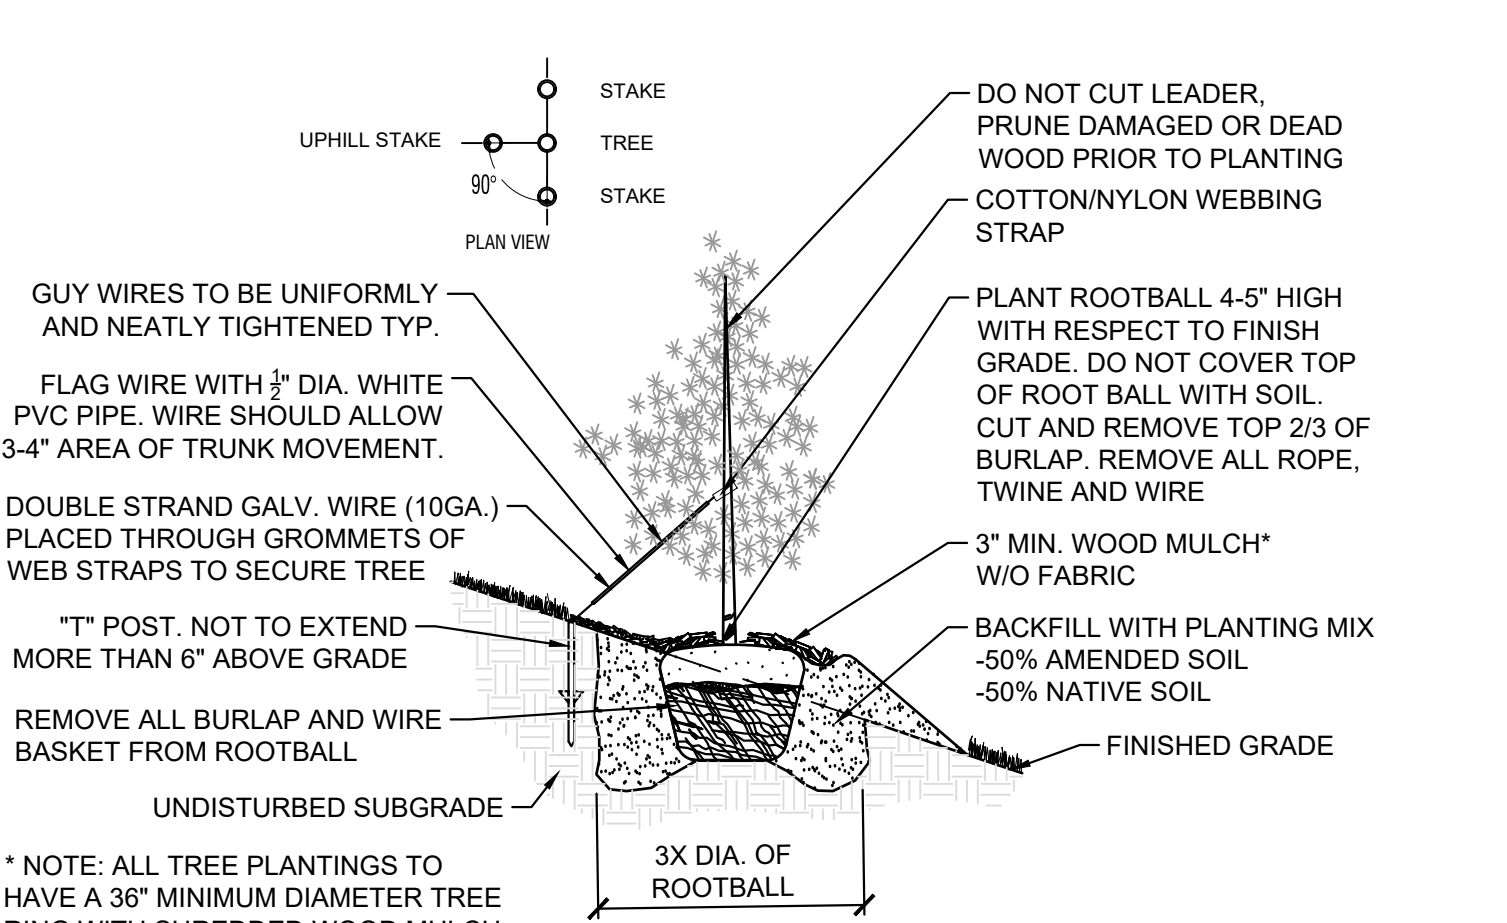 STAKE
UPHILL STAKE
TREE
90°
STAKE
PLAN VIEW
GUY WIRES TO BE UNIFORMLY
AND NEATLY TIGHTENED TYP.
FLAG WIRE WITH 1/2" DIA. WHITE
PVC PIPE. WIRE SHOULD ALLOW
3-4" AREA OF TRUNK MOVEMENT.
DOUBLE STRAND GALV. WIRE (10GA.)
PLACED THROUGH GROMMETS OF
WEB STRAPS TO SECURE TREE
"T" POST. NOT TO EXTEND
MORE THAN 6" ABOVE GRADE
REMOVE ALL BURLAP AND WIRE
BASKET FROM ROOTBALL
UNDISTURBED SUBGRADE
* NOTE: ALL TREE PLANTINGS TO
HAVE A 36" MINIMUM DIAMETER TREE
RING WITH SHREDDED WOOD MULCH
DO NOT CUT LEADER,
PRUNE DAMAGED OR DEAD
WOOD PRIOR TO PLANTING
COTTON/NYLON WEBBING
STRAP
PLANT ROOTBALL 4-5" HIGH
WITH RESPECT TO FINISH
GRADE. DO NOT COVER TOP
OF ROOT BALL WITH SOIL.
CUT AND REMOVE TOP 2/3 OF
BURLAP. REMOVE ALL ROPE,
TWINE AND WIRE
3" MIN. WOOD MULCH*
W/O FABRIC
BACKFILL WITH PLANTING MIX
-50% AMENDED SOIL
-50% NATIVE SOIL
FINISHED GRADE
3X DIA. OF
ROOTBALL